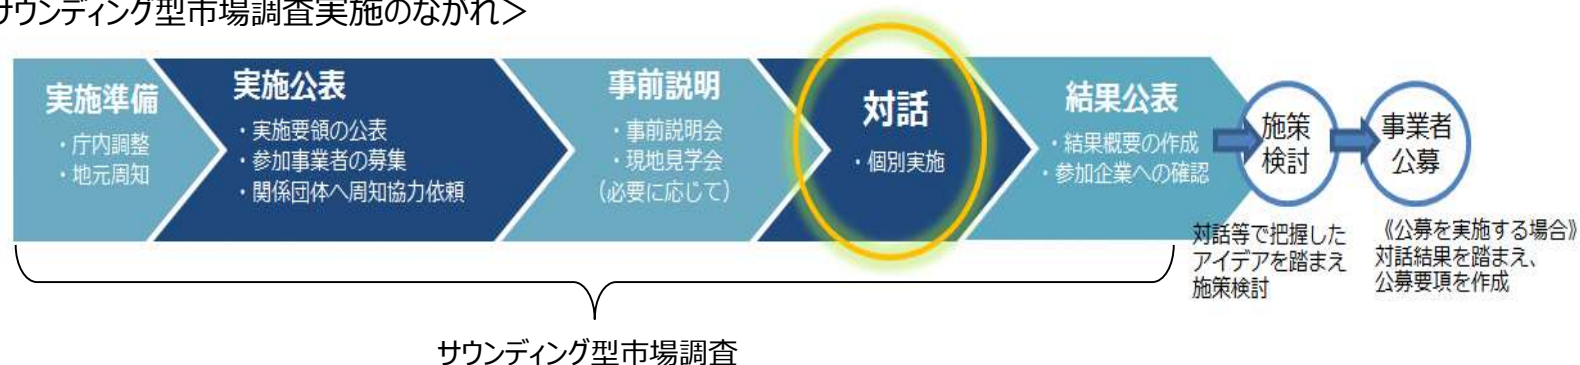 サウンディング型市場調査実施のながれ＞
実施準備
・庁内調整
・地元周知
実施公表
・実施要領の公表
・参加事業者の募集
・関係団体へ周知協力依頼
事前説明
・事前説明会
・現地見学会
（必要に応じて）
対話
・個別実施
結果公表
・結果概要の作成
・参加企業への確認
施策
検討
事業者
公募
対話等で把握した
アイデアを踏まえ
施策検討
《公募を実施する場合》
対話結果を踏まえ、
公募要項を作成
サウンディング型市場調査